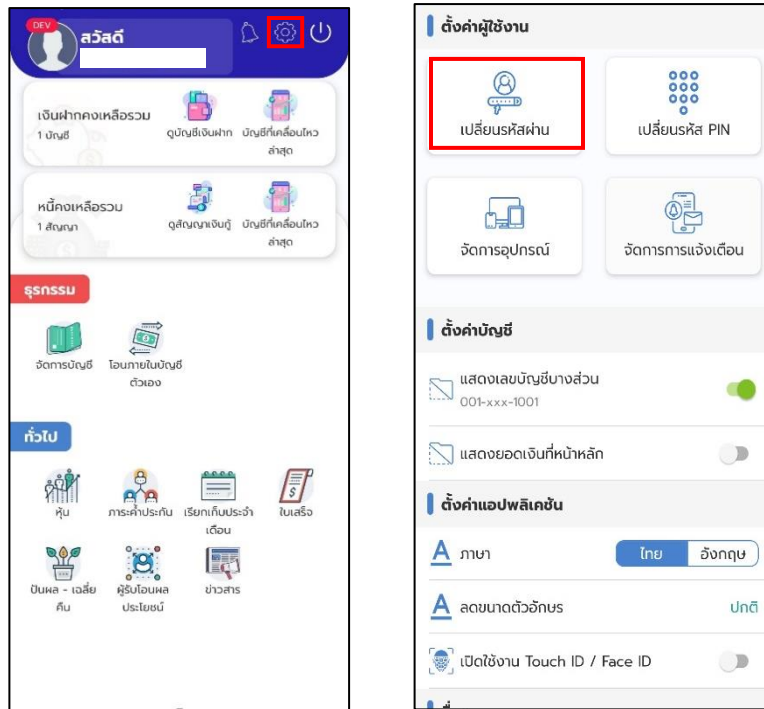 DEV
สวัสดี
เงินฝากคงเหลือรวม
1 บัญชี
ดูบัญชีเงินฝาก
บัญชีที่เคลื่อนไหว
ล่าสุด
หนี้คงเหลือรวม
1 สัญญา
ดูสัญญาเงินกู้
บัญชีที่เคลื่อนไหว
ล่าสุด
ธุรกรรม
จัดการบัญชี
โอนภายในบัญชี
ตัวเอง
ทั่วไป
หุ้น
ภาระค้ำประกัน
เรียกเก็บประจำ
เดือน
ใบเสร็จ
ปันผล - เฉลี่ย
คืน
ผู้รับโอนผล
ประโยชน์
ข่าวสาร
ตั้งค่าผู้ใช้งาน
เปลี่ยนรหัสผ่าน
เปลี่ยนรหัส PIN
จัดการอุปกรณ์
จัดการการแจ้งเตือน
ตั้งค่าบัญชี
แสดงเลขบัญชีบางส่วน
001-xxx-1001
แสดงยอดเงินที่หน้าหลัก
ตั้งค่าแอปพลิเคชัน
A ภาษา
ไทย
อังกฤษ
A ลดขนาดตัวอักษร
ปกติ
เปิดใช้งาน Touch ID / Face ID